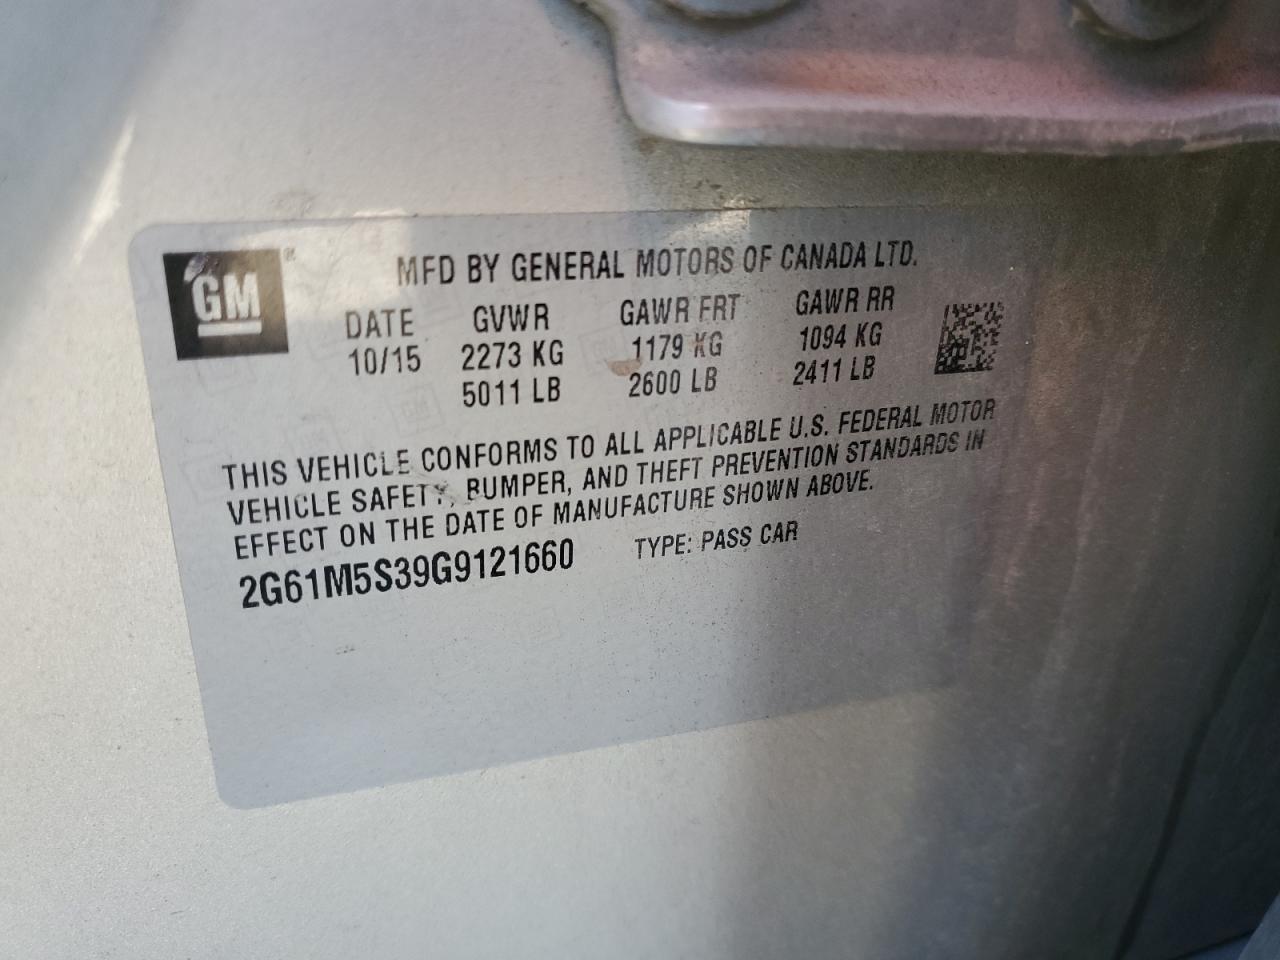 GM ®
MFD BY GENERAL MOTORS OF CANADA LTD.
DATE GVWR GAWR FRT GAWR RR
10/15 2273 KG 1179 KG 1094 KG
5011 LB 2600 LB 2411 LB
THIS VEHICLE CONFORMS TO ALL APPLICABLE U.S. FEDERAL MOTOR
VEHICLE SAFETY, BUMPER, AND THEFT PREVENTION STANDARDS IN
EFFECT ON THE DATE OF MANUFACTURE SHOWN ABOVE.
2G61M5S39G9121660 TYPE: PASS CAR